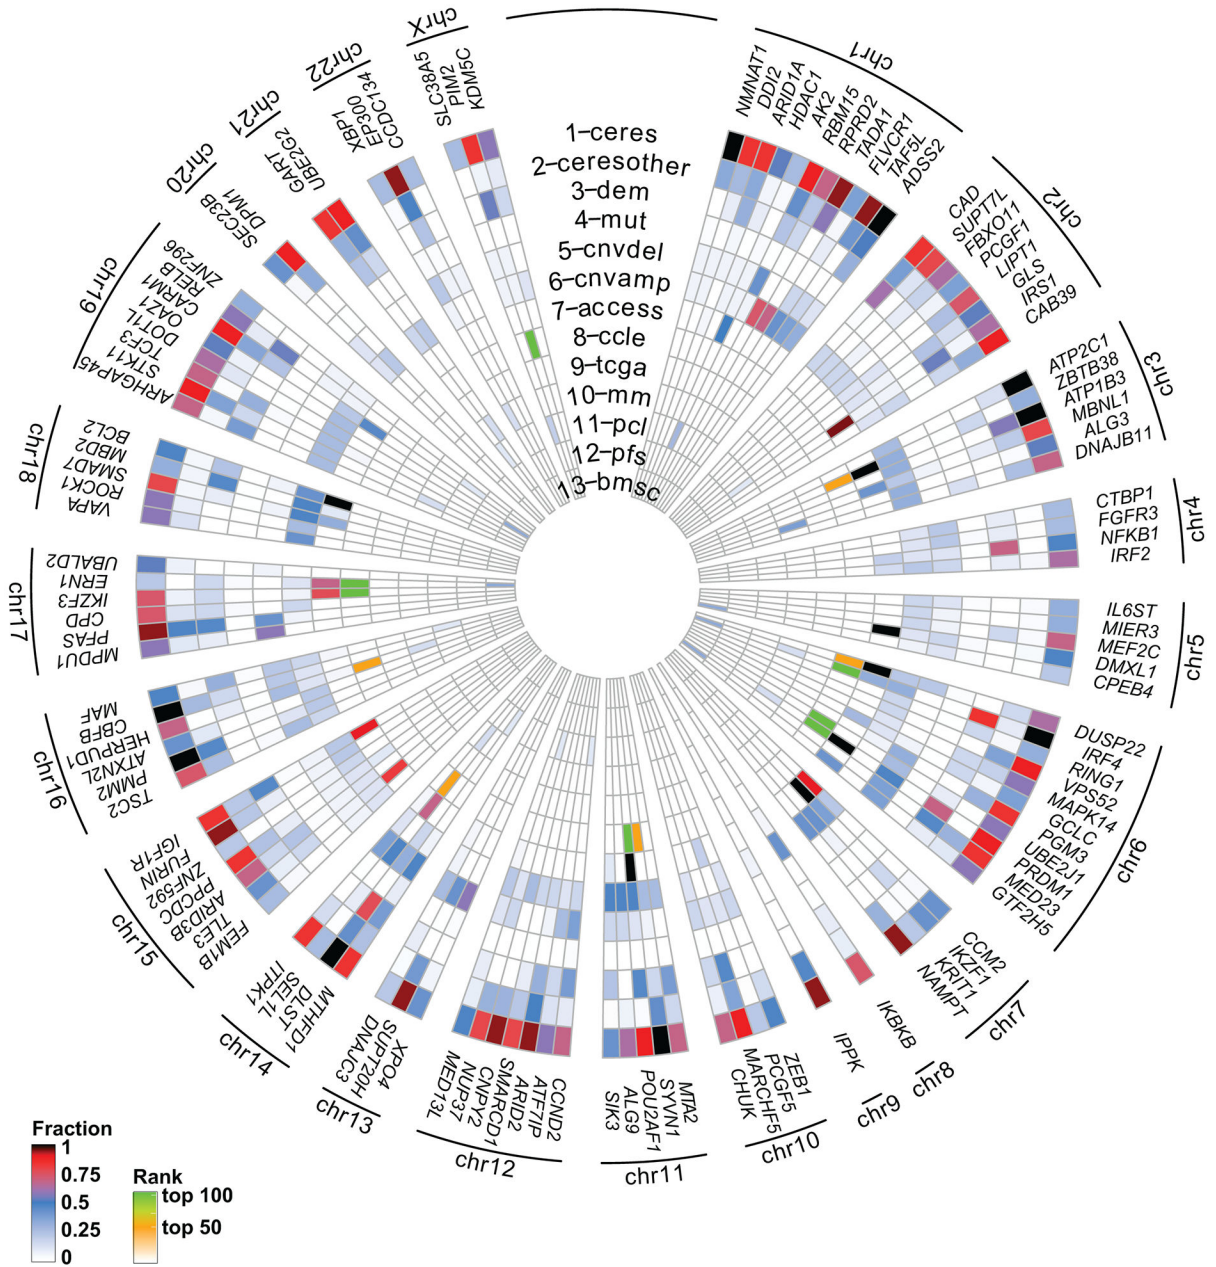 chr1
NMNAT1
DDI2
ARID1A
HDAC1
AK2
RBM15
RPRD2
TADA1
FLVCR1
TAF5L
ADSS2
chr2
CAD
SUPT7L
FBXO11
PCGF1
LIPT1
GLS
IRS1
CAB39
chr3
ATP2C1
ZBTB38
ATP1B3
MBNL1
ALG3
DNAJB11
chr4
CTBP1
FGFR3
NFKB1
IRF2
chr5
IL6ST
MIER3
MEF2C
DMXL1
CPEB4
chr6
DUSP22
IRF4
RING1
VPS52
MAPK14
GCLC
PGM3
UBE2J1
PRDM1
MED23
GTF2H5
chr7
CCM2
IKZF1
KRIT1
NAMPT
chr8
IKBKB
chr9
IPPK
chr10
ZEB1
PCGF5
MARCHF5
CHUK
chr11
MTA2
SYVN1
POU2AF1
ALG9
SIK3
chr12
CCND2
ATF7IP
ARID2
SMARCD1
CNPY2
NUP37
MED13L
chr13
XPO4
SUPT20H
DNAJC3
chr14
MTHFD1
DLST
SEL1L
ITPK1
chr15
FEM1B
TLE3
ARID3B
PPCDC
ZNF592
FURIN
IGF1R
chr16
TSC2
PMM2
ATXN2L
HERPUD1
CBFB
MAF
chr17
MPDU1
PFAS
CPD
IKZF3
ERN1
UBALD2
chr18
VAPA
ROCK1
SMAD7
MBD2
BCL2
chr19
ARHGAP45
STK11
TCF3
DOT1L
OAZ1
CARM1
RELB
ZNF296
chr20
SEC23B
DPM1
chr21
GART
UBE2G2
chr22
XBP1
EP300
CCDC134
chrX
SLC38A5
PIM2
KDM5C
1-ceres
2-ceresother
3-dem
4-mut
5-cnvdel
6-cnvamp
7-access
8-ccle
9-tcga
10-mm
11-pcl
12-pfs
13-bmsc
Fraction
1
0.75
0.5
0.25
0
Rank
top 100
top 50